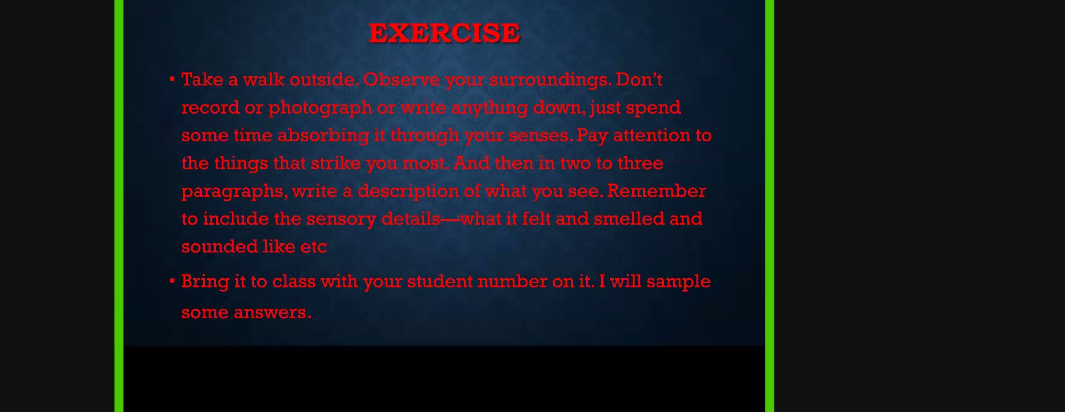 EXERCISE
• Take a walk outside. Observe your surroundings. Don't
record or photograph or write anything down, just spend
some time absorbing it through your senses. Pay attention to
the things that strike you most. And then in two to three
paragraphs, write a description of what you see. Remember
to include the sensory details—what it felt and smelled and
sounded like etc
• Bring it to class with your student number on it. I will sample
some answers.